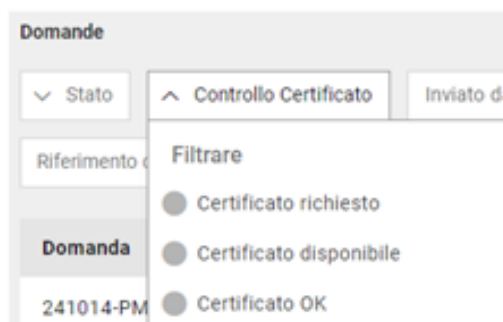 Domande
Stato
Controllo Certificato
Inviato d
Riferimento
Filtrare
Certificato richiesto
Domanda
Certificato disponibile
241014-PM
Certificato OK